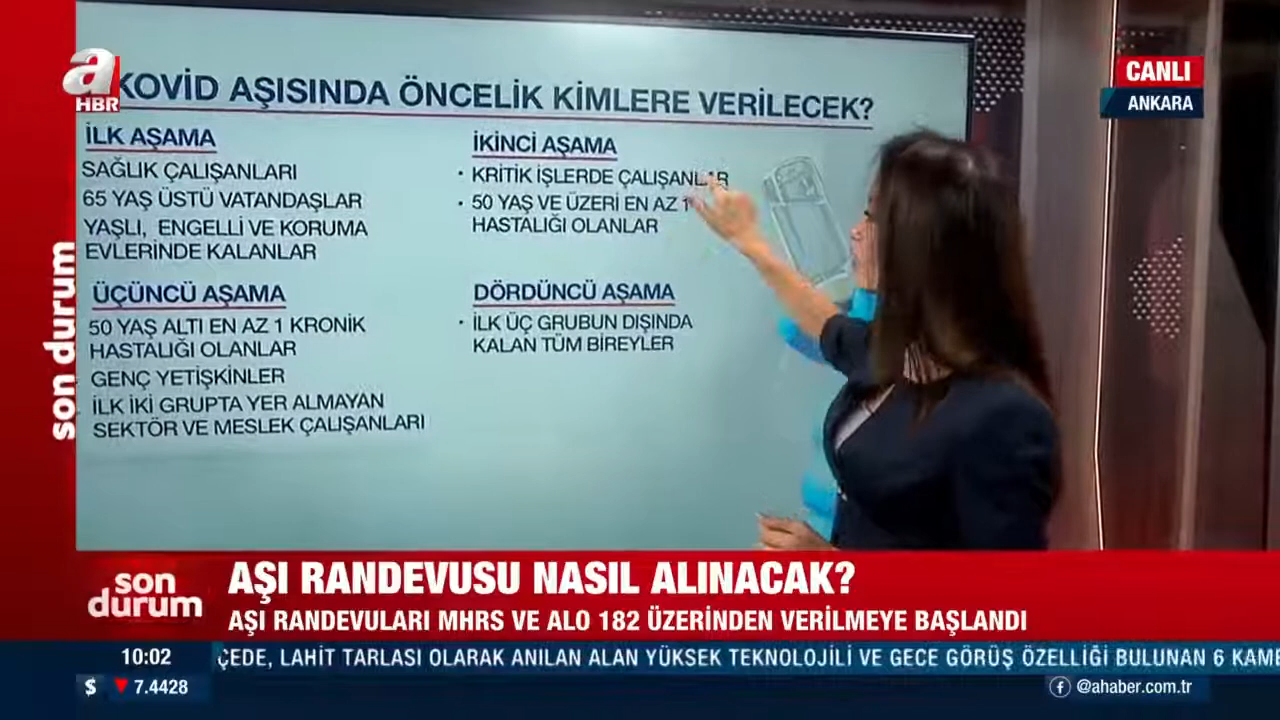 a
HBR
CANLI
ANKARA
KOVİD AŞISINDA ÖNCELİK KİMLERE VERİLECEK?
İLK AŞAMA
SAĞLIK ÇALIŞANLARI
65 YAŞ ÜSTÜ VATANDAŞLAR
YAŞLI, ENGELLİ VE KORUMA
EVLERİNDE KALANLAR
İKİNCİ AŞAMA
• KRİTİK İŞLERDE ÇALIŞANLAR
• 50 YAŞ VE ÜZERİ EN AZ 1
HASTALIĞI OLANLAR
ÜÇÜNCÜ AŞAMA
50 YAŞ ALTI EN AZ 1 KRONİK
HASTALIĞI OLANLAR
GENÇ YETİŞKİNLER
İLK İKİ GRUPTA YER ALMAYAN
SEKTÖR VE MESLEK ÇALIŞANLARI
DÖRDÜNCÜ AŞAMA
• İLK ÜÇ GRUBUN DIŞINDA
KALAN TÜM BİREYLER
son durum
son
durum
AŞI RANDEVUSU NASIL ALINACAK?
AŞI RANDEVULARI MHRS VE ALO 182 ÜZERİNDEN VERİLMEYE BAŞLANDI
10:02
ÇEDE, LAHİT TARLASI OLARAK ANILAN ALAN YÜKSEK TEKNOLOJİLİ VE GECE GÖRÜŞ ÖZELLİĞİ BULUNAN 6 KAME
$ 7.4428
@ahaber.com.tr